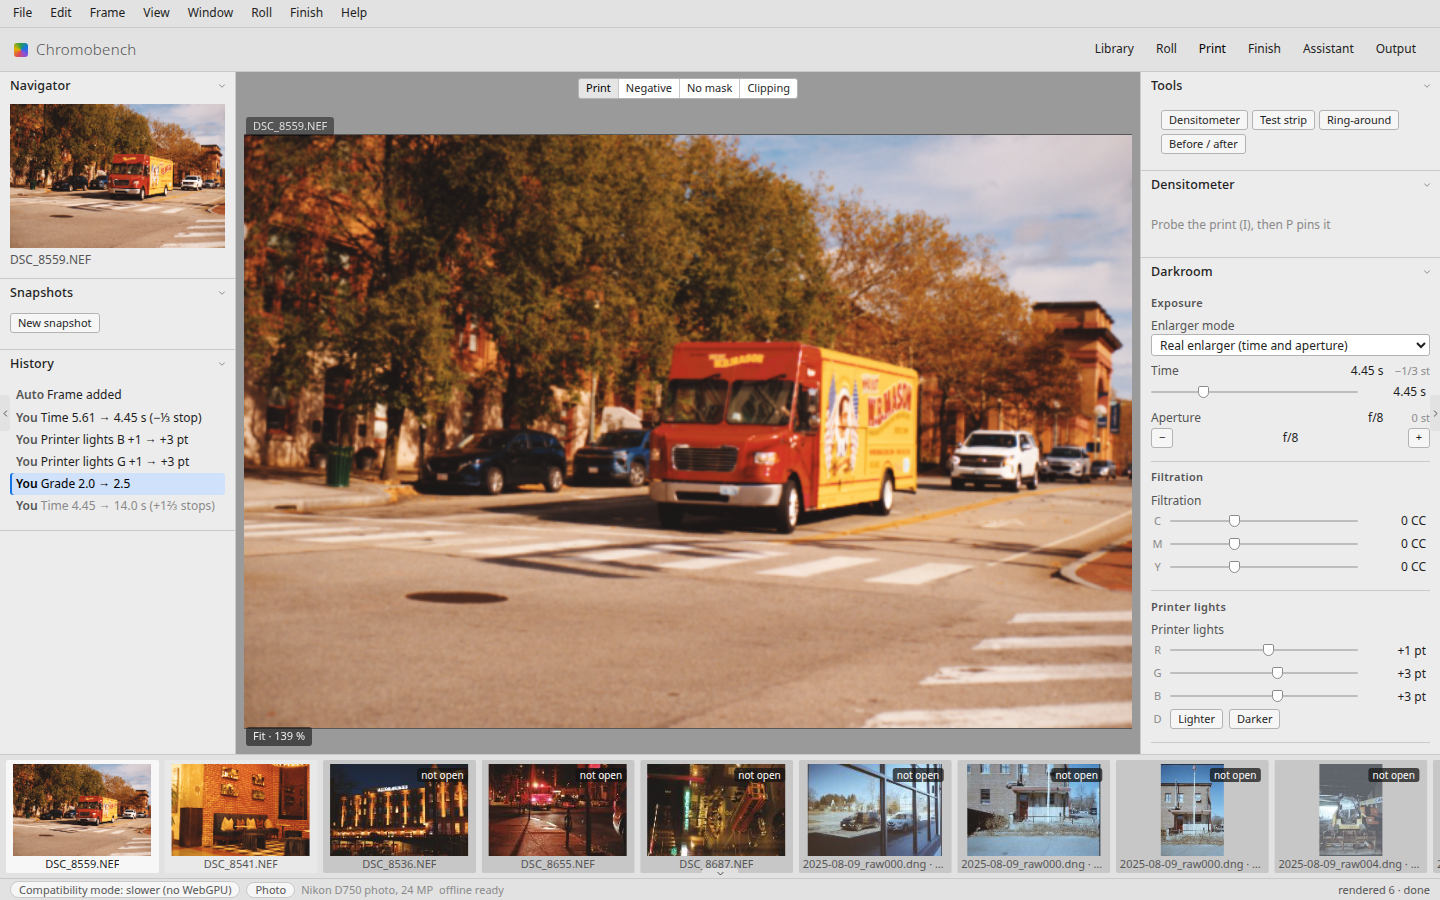 File Edit Frame View Window Roll Finish Help
Chromobench
Library Roll Print Finish Assistant Output
Navigator
DSC_8559.NEF
Snapshots
New snapshot
History
Auto Frame added
You Time 5.61 → 4.45 s (−⅓ stop)
You Printer lights B +1 → +3 pt
You Printer lights G +1 → +3 pt
You Grade 2.0 → 2.5
You Time 4.45 → 14.0 s (+1⅔ stops)
Print Negative No mask Clipping
DSC_8559.NEF
Fit · 139 %
Tools
Densitometer Test strip Ring-around
Before / after
Densitometer
Probe the print (I), then P pins it
Darkroom
Exposure
Enlarger mode
Real enlarger (time and aperture)
Time 4.45 s −1/3 st
4.45 s
Aperture f/8 0 st
− f/8 +
Filtration
Filtration
C 0 CC
M 0 CC
Y 0 CC
Printer lights
Printer lights
R +1 pt
G +3 pt
B +3 pt
D Lighter Darker
not open not open not open not open not open not open not open
DSC_8559.NEF DSC_8541.NEF DSC_8536.NEF DSC_8655.NEF DSC_8687.NEF 2025-08-09_raw000.dng · ... 2025-08-09_raw000.dng · ... 2025-08-09_raw000.dng · ... 2025-08-09_raw004.dng · ...
Compatibility mode: slower (no WebGPU) Photo Nikon D750 photo, 24 MP offline ready rendered 6 · done